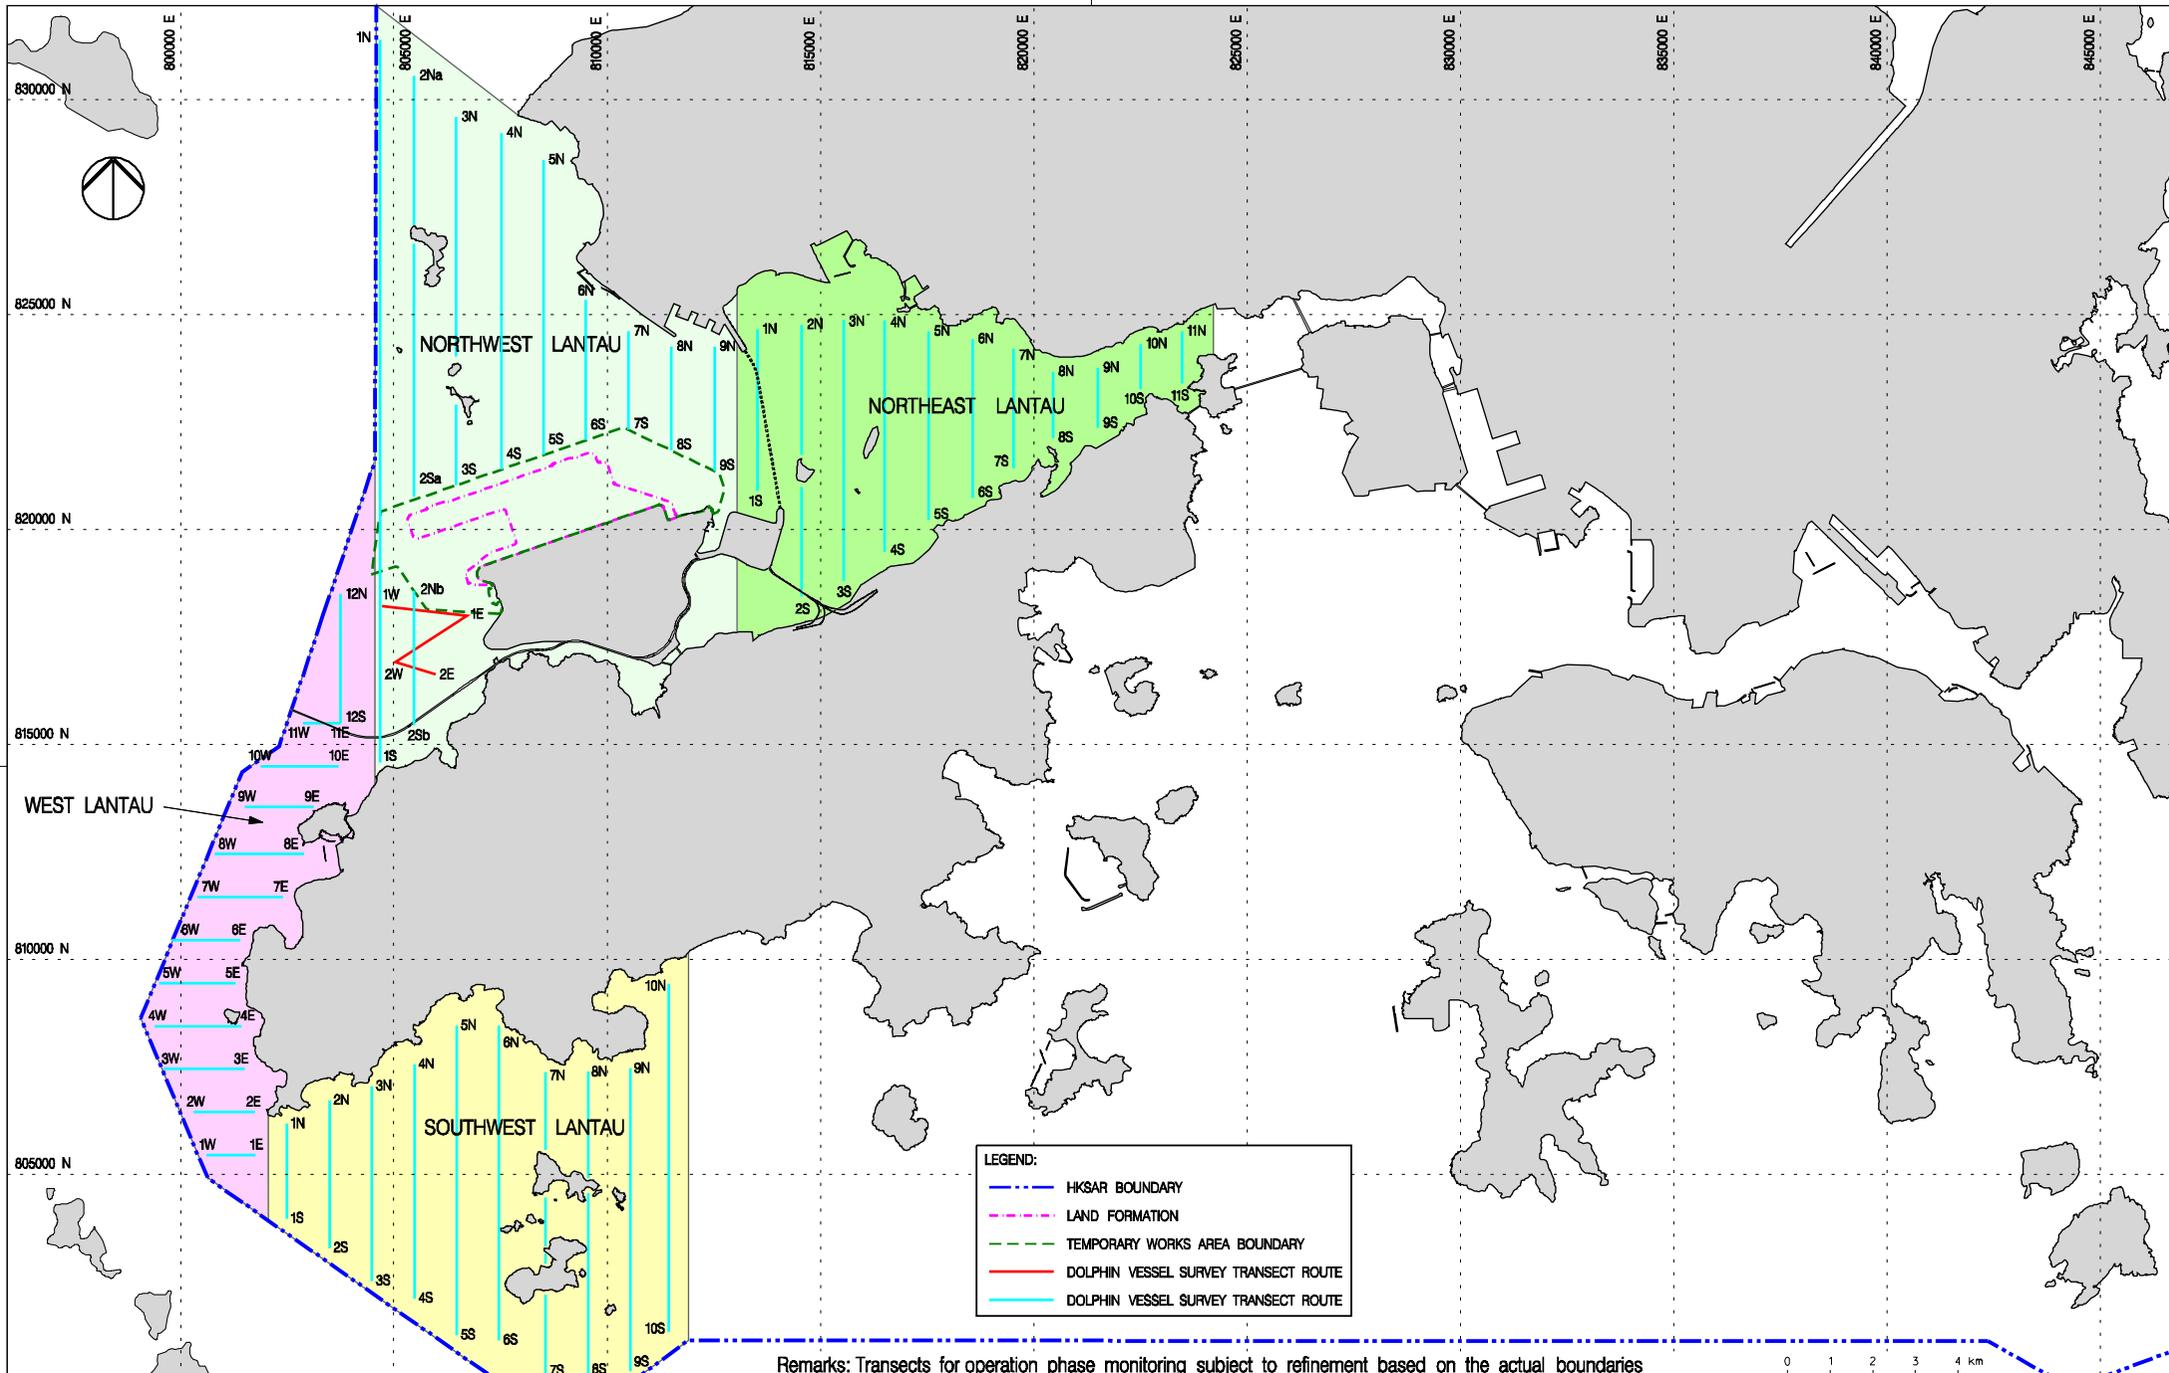 800000 E
805000 E
810000 E
815000 E
820000 E
825000 E
830000 E
835000 E
840000 E
845000 E
830000 N
825000 N
820000 N
815000 N
810000 N
805000 N
1N
2Na
3N
4N
5N
6N
7N
8N
9N
NORTHWEST LANTAU
2Sa
3S
4S
5S
6S
7S
8S
9S
1W
2Nb
1E
2W
2E
2Sb
1S
1N
2N
3N
4N
5N
6N
7N
8N
9N
10N
11N
NORTHEAST LANTAU
1S
2S
3S
4S
5S
6S
7S
8S
9S
10S
11S
12N
12S
11W
11E
10W
10E
WEST LANTAU
9W
9E
8W
8E
7W
7E
6W
6E
5W
5E
4W
4E
3W
3E
2W
2E
1W
1E
1N
2N
3N
4N
5N
6N
7N
8N
9N
10N
SOUTHWEST LANTAU
1S
2S
3S
4S
5S
6S
7S
8S
9S
10S
LEGEND:
HKSAR BOUNDARY
LAND FORMATION
TEMPORARY WORKS AREA BOUNDARY
DOLPHIN VESSEL SURVEY TRANSECT ROUTE
DOLPHIN VESSEL SURVEY TRANSECT ROUTE
Remarks: Transects for operation phase monitoring subject to refinement based on the actual boundaries
0 1 2 3 4 km